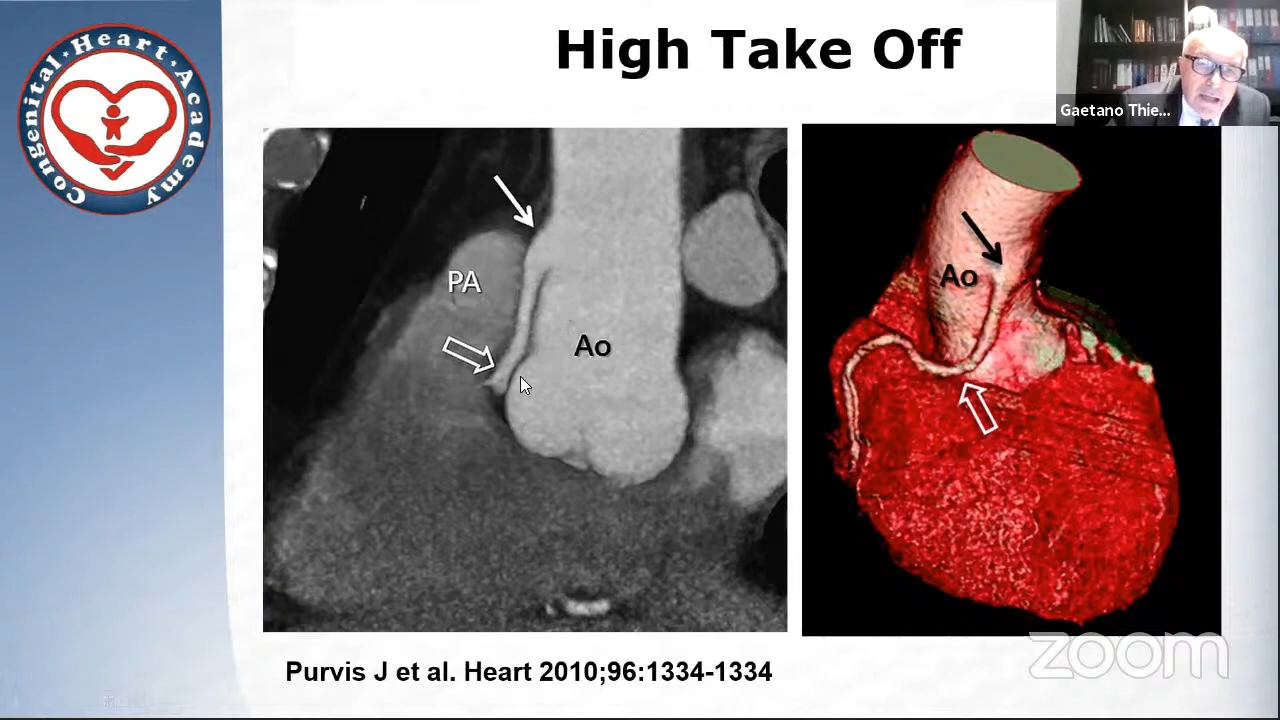 High Take Off
Congenital · Heart · Academy
Gaetano Thie...
PA
Ao
Ao
Purvis J et al. Heart 2010;96:1334-1334
zoom